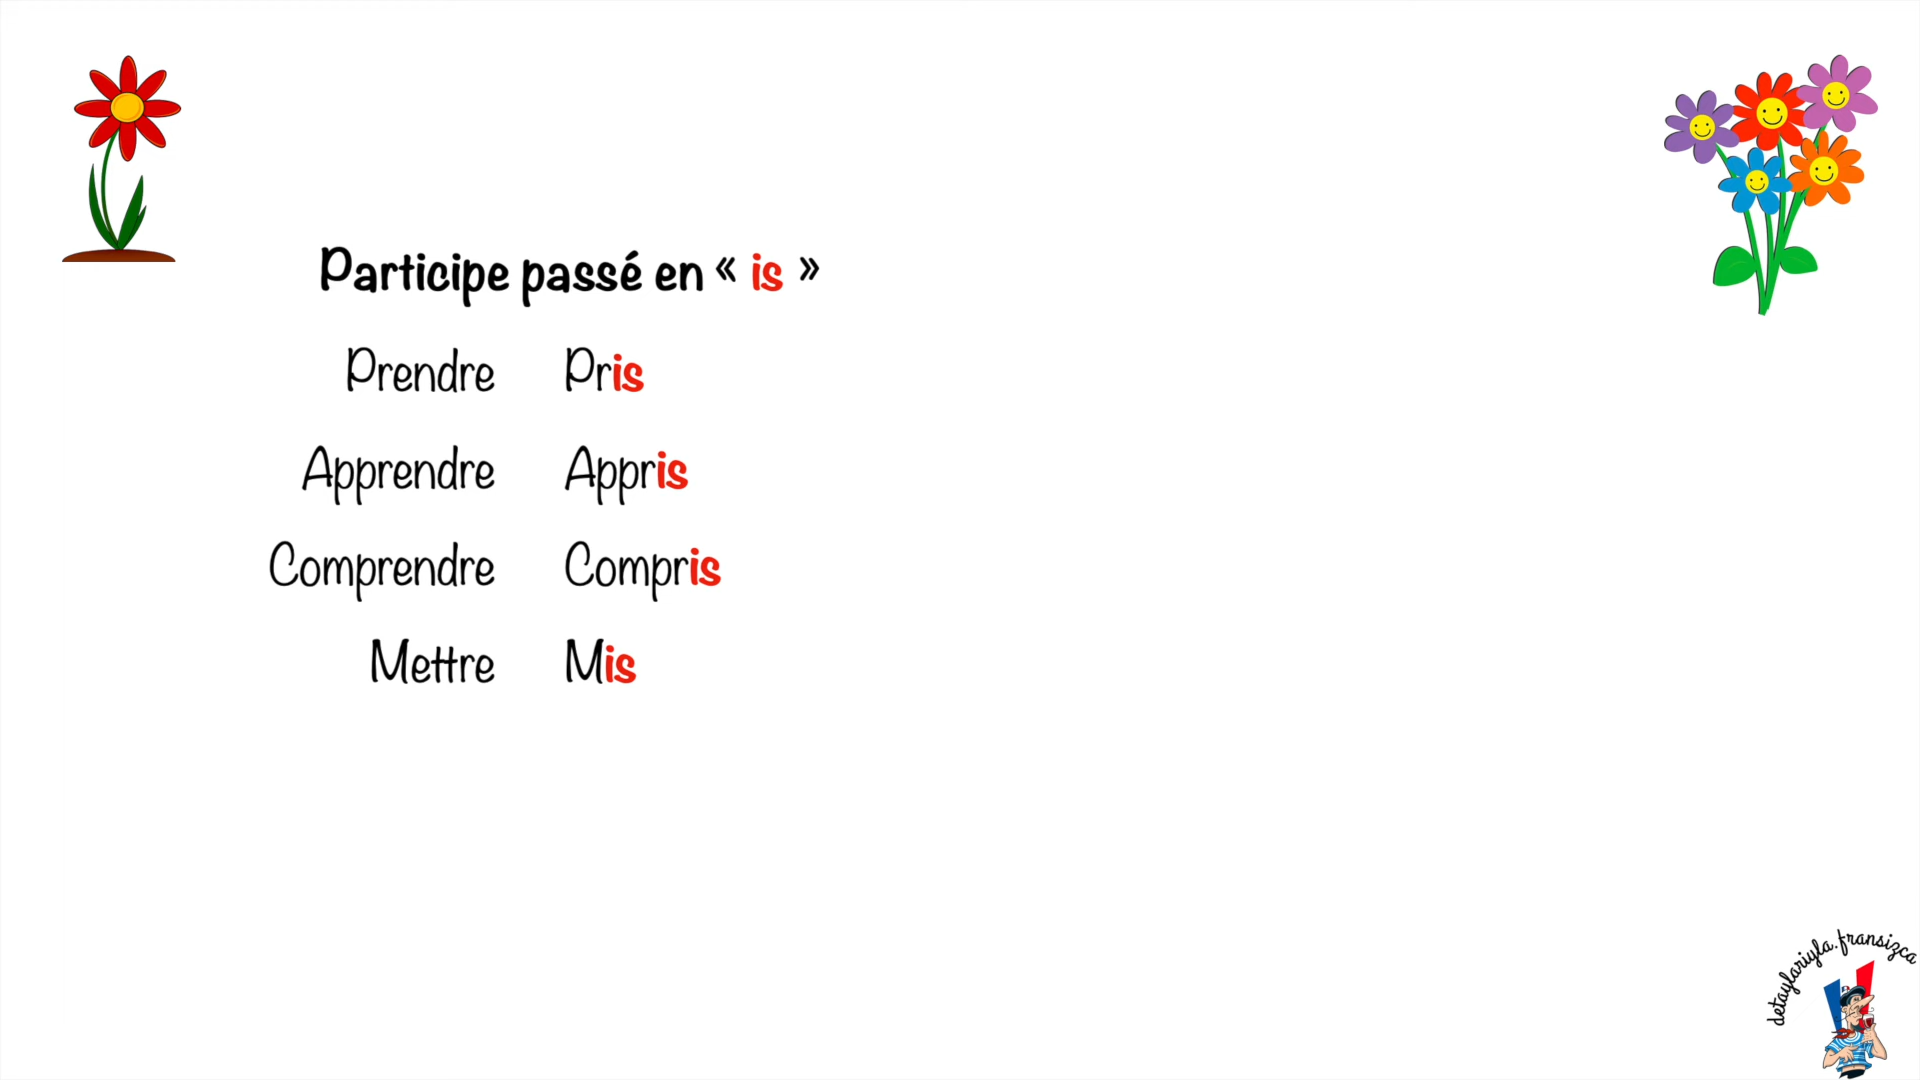 Participe passé en « is »
Prendre Pris
Apprendre Appris
Comprendre Compris
Mettre Mis
detaylariyla.fransizca